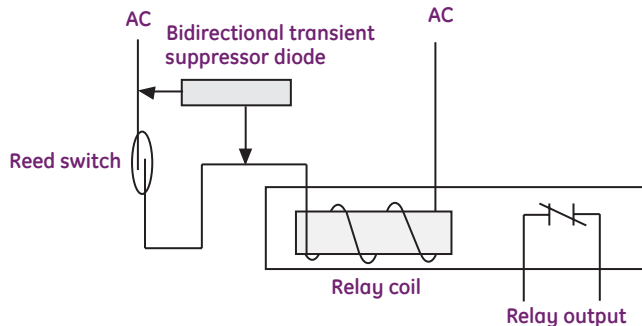 AC
Bidirectional transient
suppressor diode
AC
Reed switch
Relay coil
Relay output